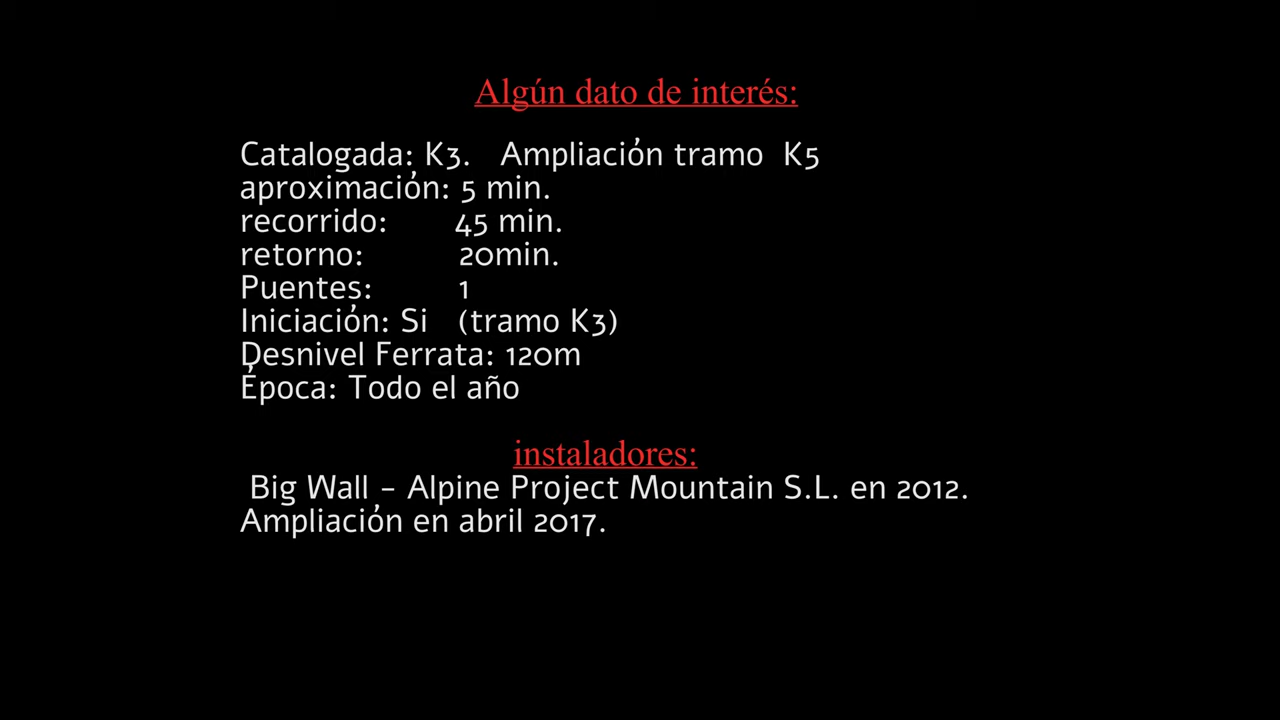 Algún dato de interés:
Catalogada: K3. Ampliación tramo K5
aproximación: 5 min.
recorrido: 45 min.
retorno: 20min.
Puentes: 1
Iniciación: Si (tramo K3)
Desnivel Ferrata: 120m
Época: Todo el año
instaladores:
Big Wall - Alpine Project Mountain S.L. en 2012.
Ampliación en abril 2017.